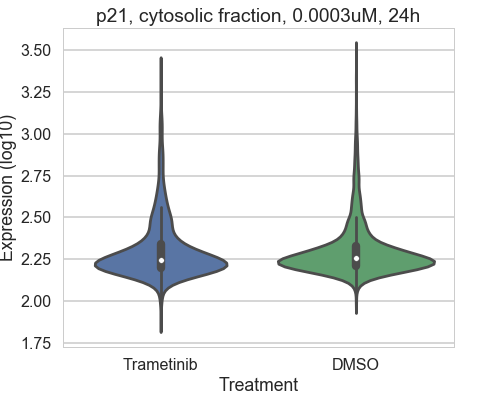 p21, cytosolic fraction, 0.0003uM, 24h
Expression (log10)
3.50
3.25
3.00
2.75
2.50
2.25
2.00
1.75
Trametinib DMSO
Treatment